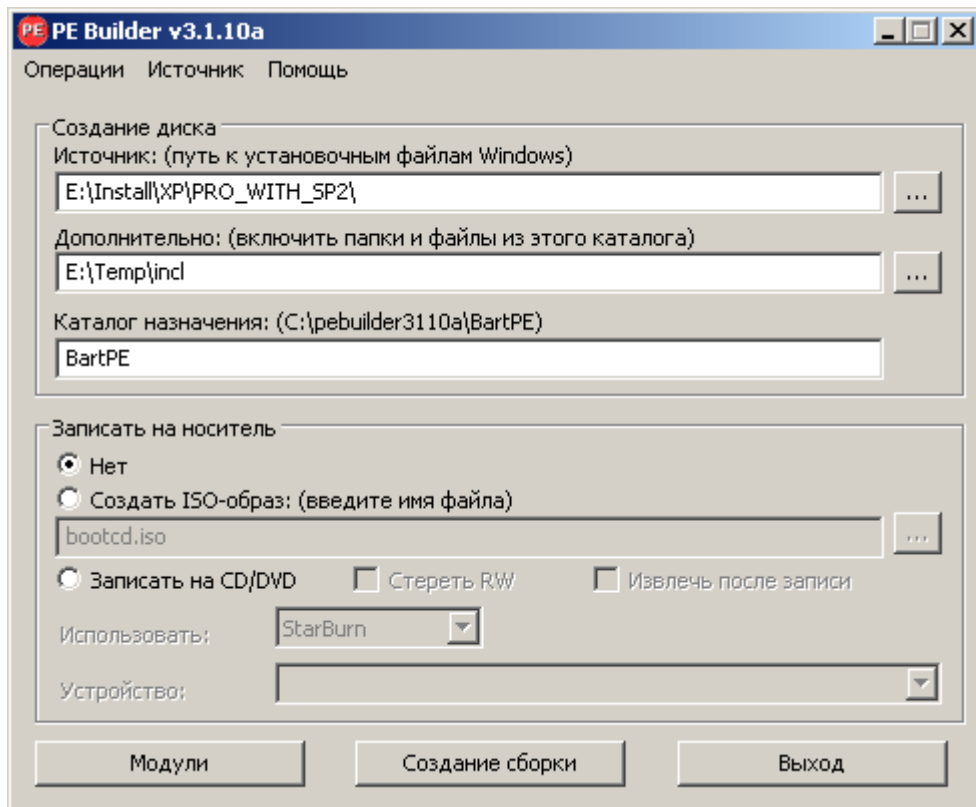 PE PE Builder v3.1.10a
Операции Источник Помощь
Создание диска
Источник: (путь к установочным файлам Windows)
E:\Install\XP\PRO_WITH_SP2\
...
Дополнительно: (включить папки и файлы из этого каталога)
E:\Temp\incl
...
Каталог назначения: (C:\pebuilder3110a\BartPE)
BartPE
Записать на носитель
Нет
Создать ISO-образ: (введите имя файла)
bootcd.iso
...
Записать на CD/DVD Стереть RW Извлечь после записи
Использовать: StarBurn
Устройство:
Модули Создание сборки Выход